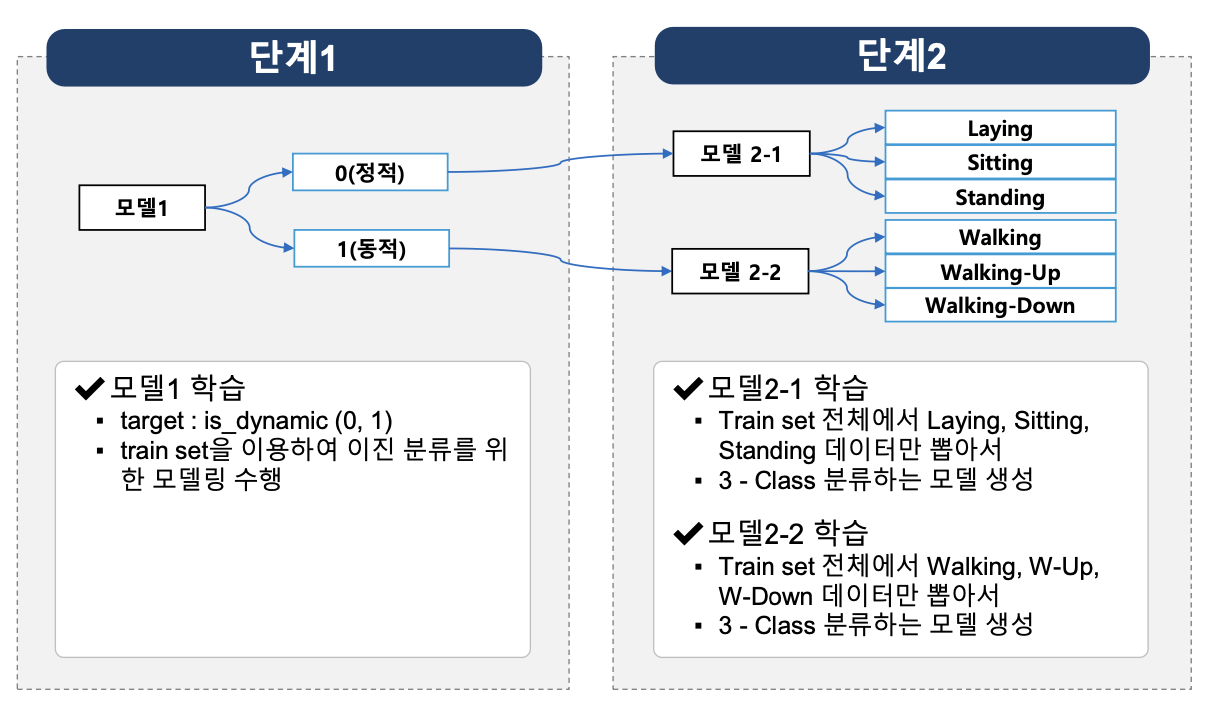 단계1
모델1
0(정적)
1(동적)
✔ 모델1 학습
▪ target : is_dynamic (0, 1)
▪ train set을 이용하여 이진 분류를 위
한 모델링 수행
단계2
모델 2-1
Laying
Sitting
Standing
모델 2-2
Walking
Walking-Up
Walking-Down
✔ 모델2-1 학습
▪ Train set 전체에서 Laying, Sitting,
Standing 데이터만 뽑아서
▪ 3 - Class 분류하는 모델 생성
✔ 모델2-2 학습
▪ Train set 전체에서 Walking, W-Up,
W-Down 데이터만 뽑아서
▪ 3 - Class 분류하는 모델 생성